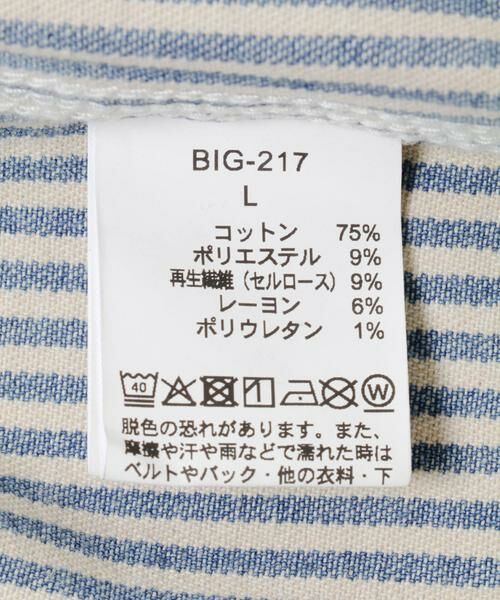 BIG-217
L
コットン 75%
ポリエステル 9%
再生繊維（セルロース）9%
レーヨン 6%
ポリウレタン 1%
40
W
脱色の恐れがあります。また、
摩擦や汗や雨などで濡れた時は
ベルトやバック・他の衣料・下